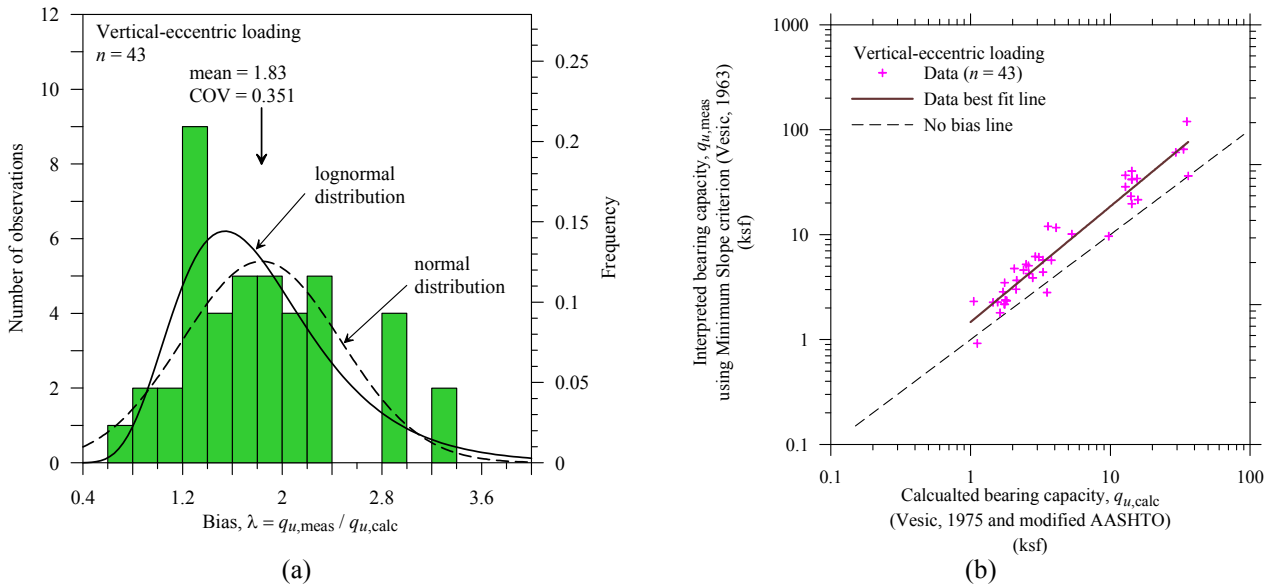 Vertical-eccentric loading
n = 43
mean = 1.83
COV = 0.351
lognormal
distribution
normal
distribution
12
10
8
6
4
2
0
Number of observations
0.25
0.2
0.15
0.1
0.05
0
Frequency
0.4
1.2
2
2.8
3.6
Bias, λ = qu,meas / qu,calc
(a)
Vertical-eccentric loading
Data (n = 43)
Data best fit line
No bias line
1000
100
10
1
0.1
Interpreted bearing capacity, qu,meas
using Minimum Slope criterion (Vesic, 1963)
(ksf)
0.1
1
10
100
Calcualted bearing capacity, qu,calc
(Vesic, 1975 and modified AASHTO)
(ksf)
(b)